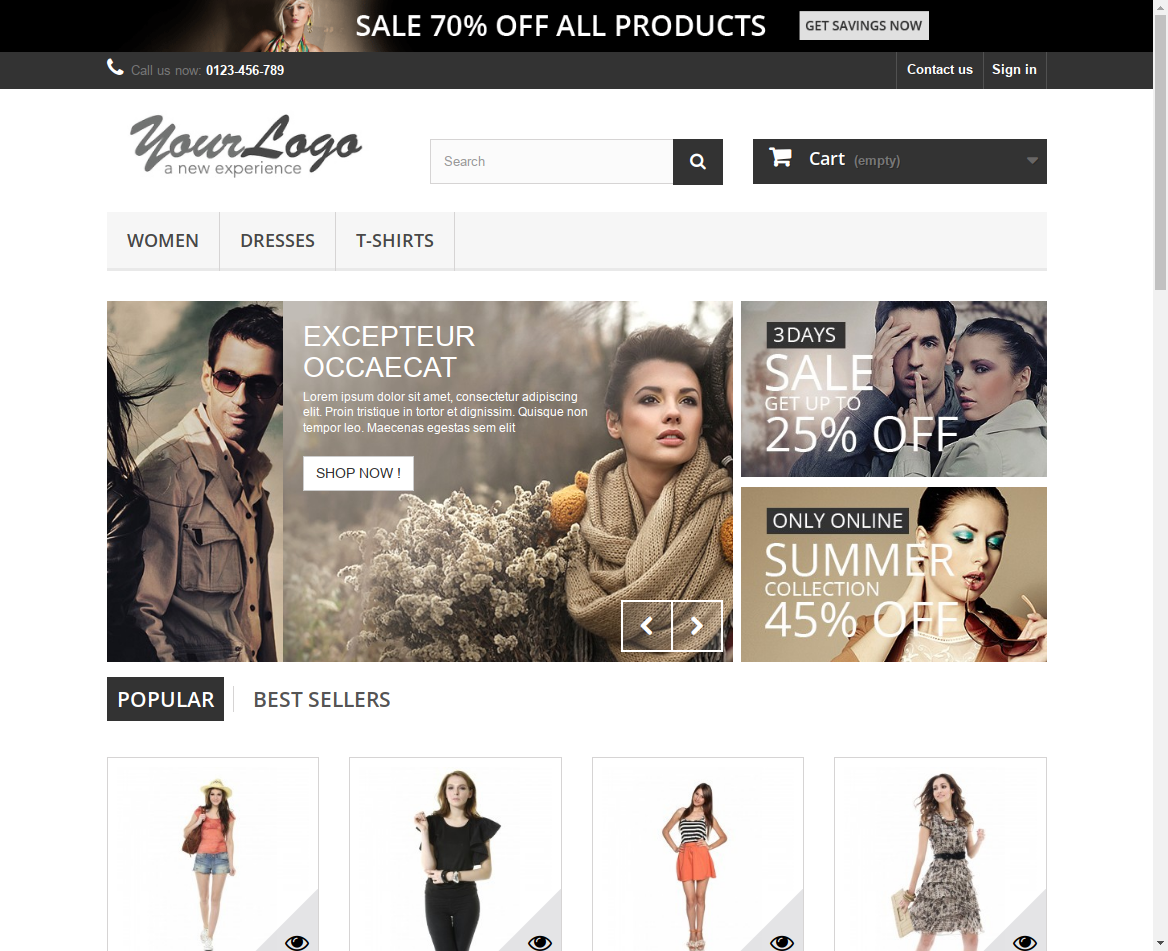 SALE 70% OFF ALL PRODUCTS
GET SAVINGS NOW
Call us now: 0123-456-789
Contact us
Sign in
YourLogo
a new experience
Search
Cart (empty)
WOMEN
DRESSES
T-SHIRTS
EXCEPTEUR
OCCAECAT
Lorem ipsum dolor sit amet, consectetur adipiscing
elit. Proin tristique in tortor et dignissim. Quisque non
tempor leo. Maecenas egestas sem elit
SHOP NOW !
3DAYS
SALE
GET UP TO
25% OFF
ONLY ONLINE
SUMMER
COLLECTION
45% OFF
POPULAR
BEST SELLERS